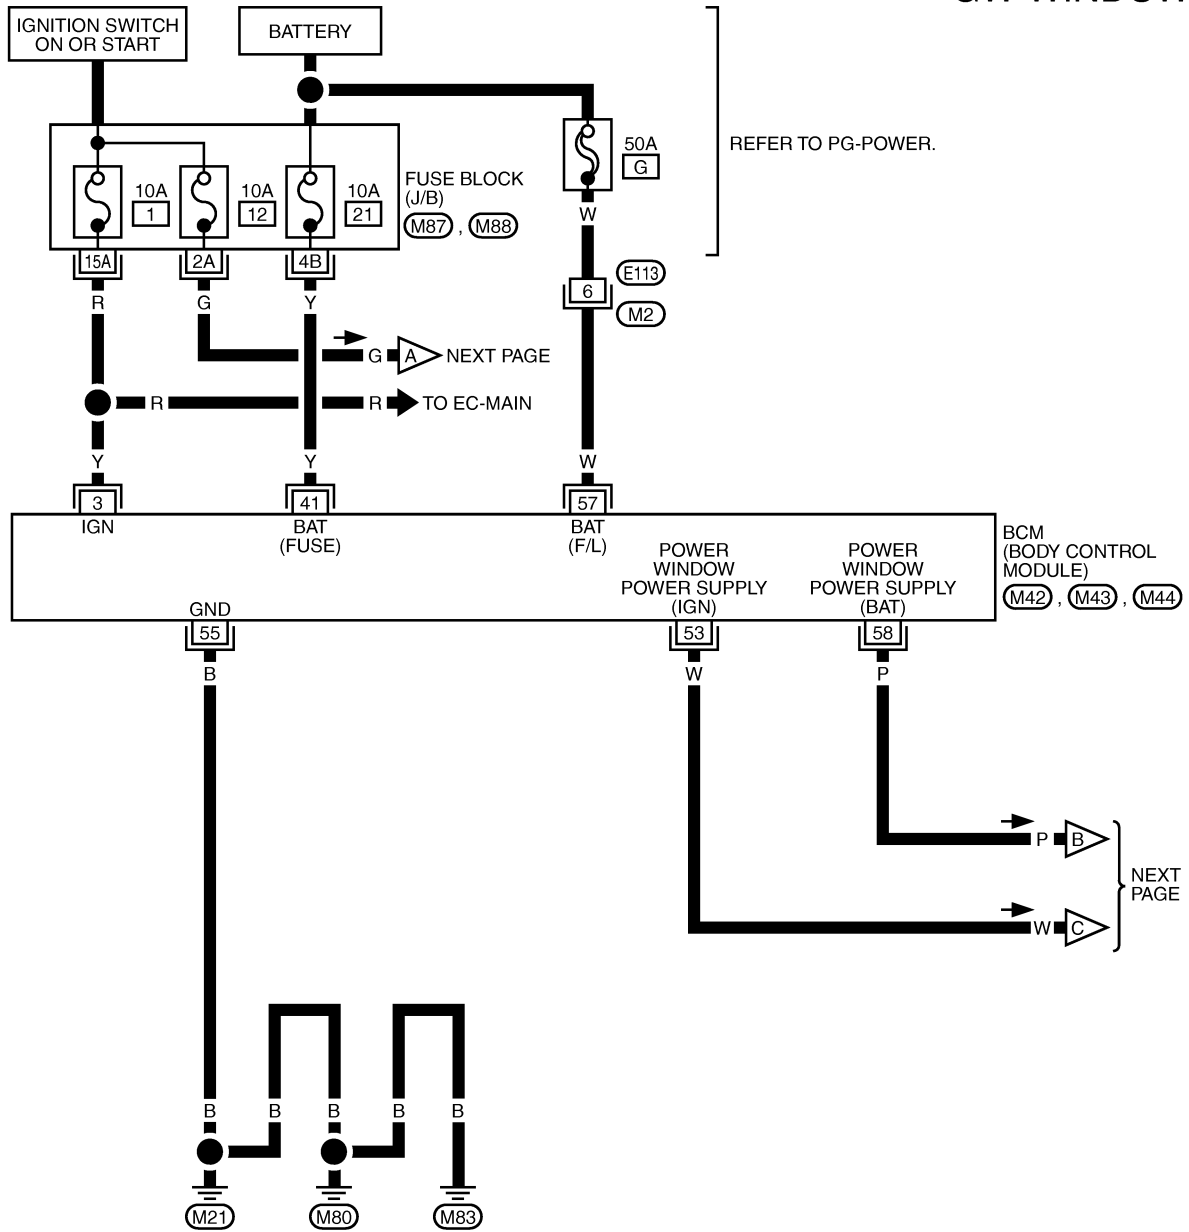 IGNITION SWITCH
ON OR START
BATTERY
REFER TO PG-POWER.
50A
G
10A
1
10A
12
10A
21
FUSE BLOCK
(J/B)
M87 , M88
W
15A
2A
4B
E113
6
M2
R
G
Y
G
A
NEXT PAGE
R
R
TO EC-MAIN
Y
Y
W
3
41
57
IGN
BAT
(FUSE)
BAT
(F/L)
POWER
WINDOW
POWER SUPPLY
(IGN)
POWER
WINDOW
POWER SUPPLY
(BAT)
BCM
(BODY CONTROL
MODULE)
M42 , M43 , M44
GND
55
53
58
B
W
P
P
B
NEXT
PAGE
W
C
B
B
B
B
B
M21
M80
M83